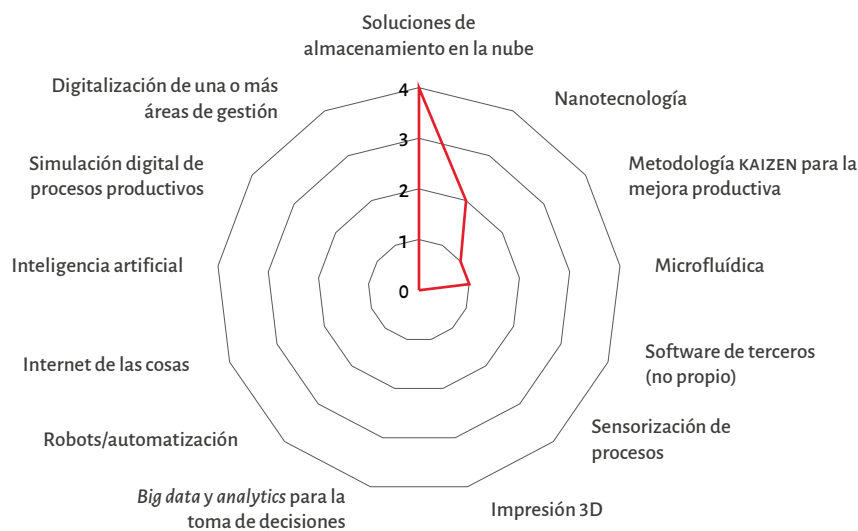 Soluciones de
almacenamiento en la nube
Nanotecnología
Metodología KAIZEN para la
mejora productiva
Microfluídica
Software de terceros
(no propio)
Sensorización de
procesos
Impresión 3D
Big data y analytics para la
toma de decisiones
Robots/automatización
Internet de las cosas
Inteligencia artificial
Simulación digital de
procesos productivos
Digitalización de una o más
áreas de gestión
4
3
2
1
0